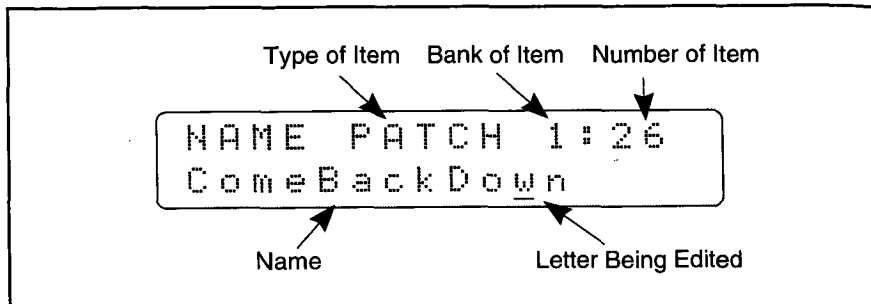 Type of Item Bank of Item Number of Item
NAME PATCH 1:26
ComeBackDown
Name Letter Being Edited